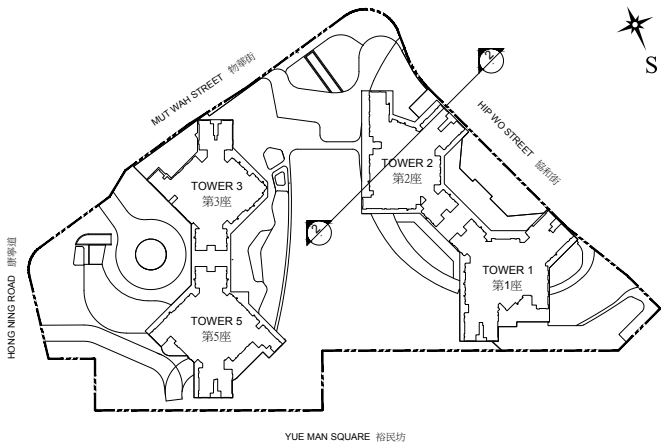 S
2
MUT WAH STREET 物華街
HIP WO STREET 協和街
TOWER 2
第2座
TOWER 3
第3座
2
HONG NING ROAD 康寧道
TOWER 1
第1座
TOWER 5
第5座
YUE MAN SQUARE 裕民坊